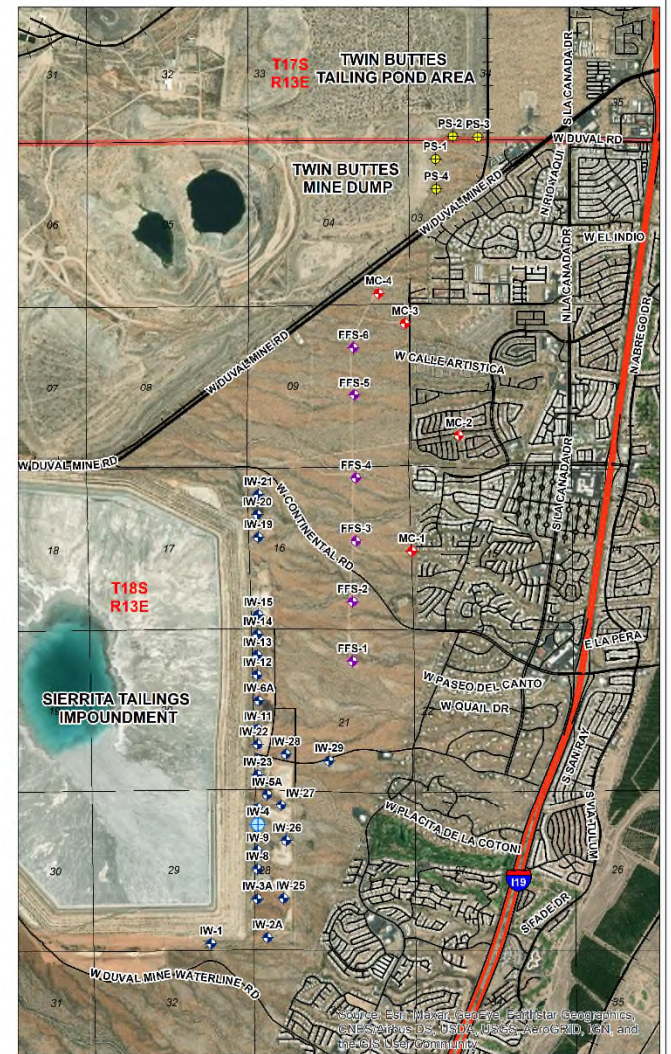 T17S
R13E
TWIN BUTTES
TAILING POND AREA
31
32
33
34
35
S LA CANADA DR
PS-2
PS-3
W DUVAL RD
PS-1
PS-4
TWIN BUTTES
MINE DUMP
N RIO YAQUI
W DUVAL MINE RD
06
05
04
03
W EL INDIO
N LA CANADA DR
N ABREGO DR
MC-4
MC-3
FFS-6
W CALLE ARTISTICA
W DUVAL MINE RD
07
08
09
FFS-5
MC-2
W DUVAL MINE RD
FFS-4
S LA CANADA DR
IW-21
IW-20
IW-19
W CONTINENTAL RD
18
17
16
FFS-3
MC-1
T18S
R13E
IW-15
FFS-2
IW-14
IW-13
E LA PERA
IW-12
FFS-1
W PASEO DEL CANTO
SIERRITA TAILINGS
IMPOUNDMENT
IW-6A
W QUAIL DR
IW-11
21
22
IW-22
IW-28
IW-29
S SAN RAY
IW-23
IW-5A
IW-27
S VIA TULUM
IW-4
W PLACITA DE LA COTONI
IW-9
IW-26
IW-8
30
29
28
26
I19
IW-3A
IW-25
S FADE DR
IW-1
IW-2A
W DUVAL MINE WATERLINE RD
31
32
33
35
Source: Esri, Maxar, GeoEye, Earthstar Geographics,
CNES/Airbus DS, USDA, USGS, AeroGRID, IGN, and
the GIS User Community